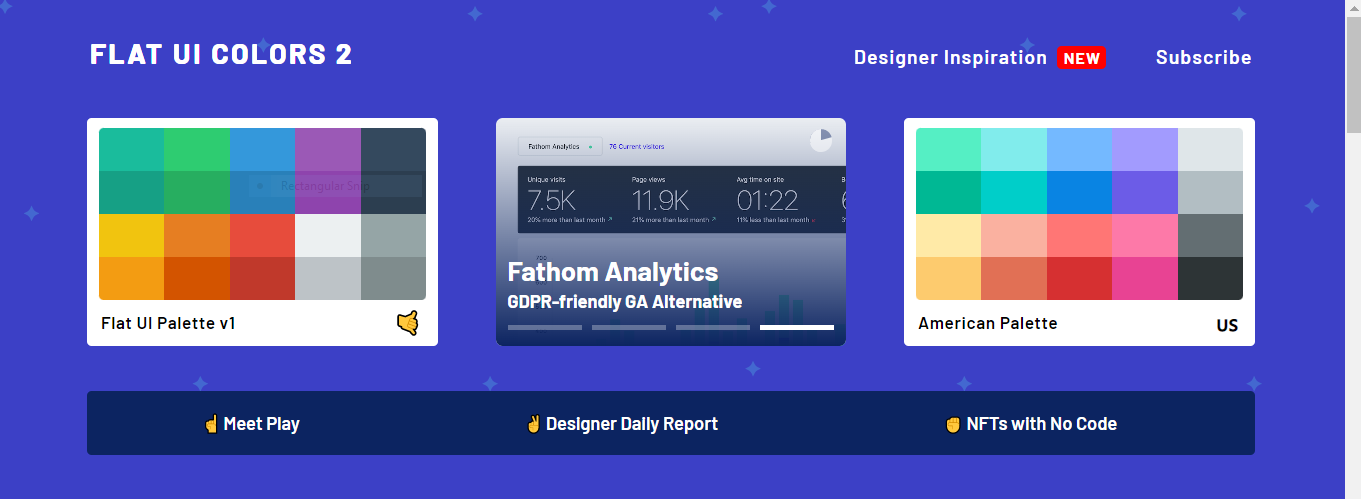 FLAT UI COLORS 2
Designer Inspiration NEW
Subscribe
Rectangular Snip
Flat UI Palette v1
Fathom Analytics
76 Current visitors
Unique visits
7.5K
20% more than last month
Page views
11.9K
21% more than last month
Avg time on site
01:22
11% less than last month
700
Fathom Analytics
GDPR-friendly GA Alternative
American Palette
US
Meet Play
Designer Daily Report
NFTs with No Code